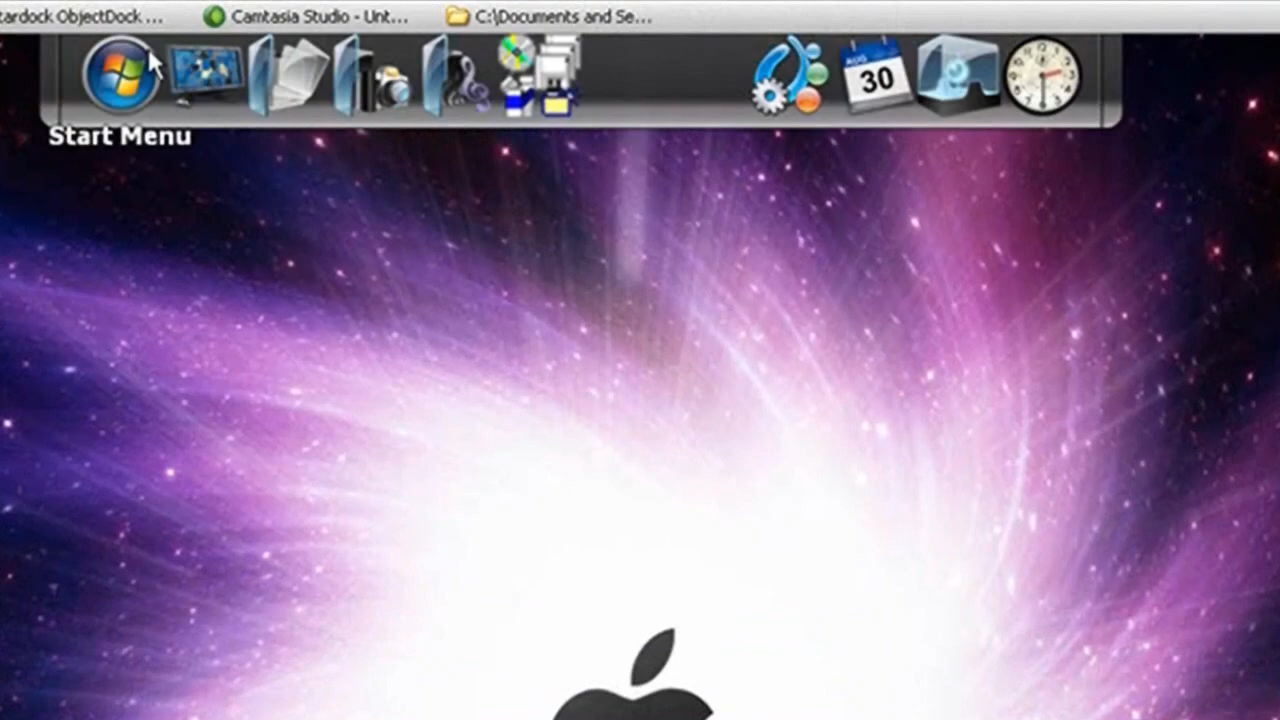 tardock ObjectDock ... Camtasia Studio - Unt... C:\Documents and Se...
AUG
30
Start Menu